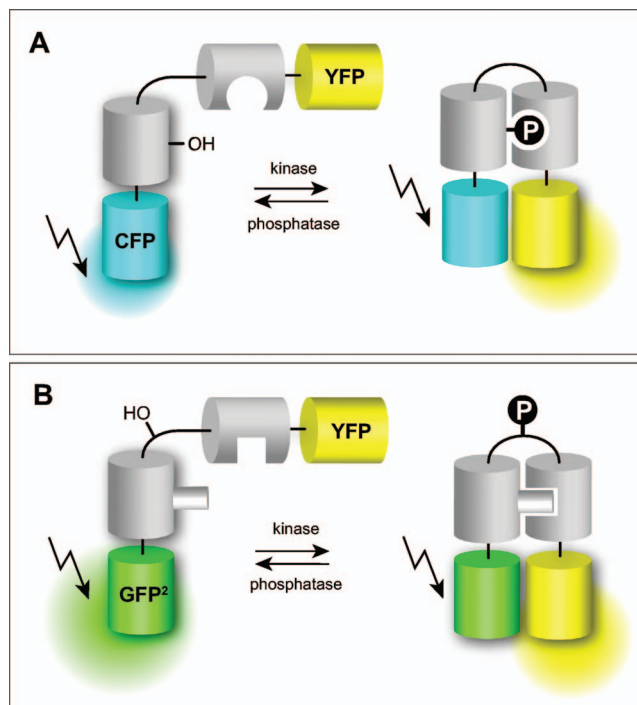 A
YFP
OH
P
kinase
phosphatase
CFP
B
P
HO
YFP
kinase
phosphatase
GFP²